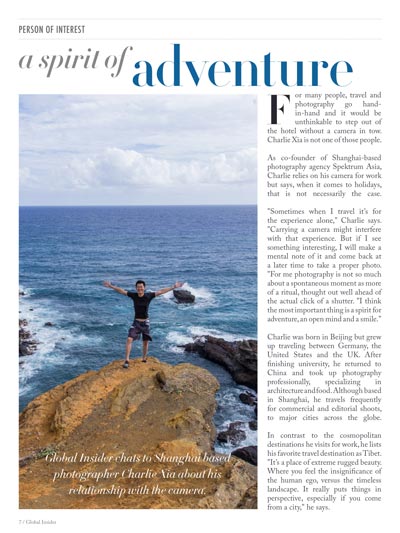 PERSON OF INTEREST
a spirit of adventure
For many people, travel and
photography go hand-
in-hand and it would be
unthinkable to step out of
the hotel without a camera in tow.
Charlie Xia is not one of those people.
As co-founder of Shanghai-based
photography agency Spektrum Asia,
Charlie relies on his camera for work
but says, when it comes to holidays,
that is not necessarily the case.
"Sometimes when I travel it's for
the experience alone," Charlie says.
"Carrying a camera might interfere
with that experience. But if I see
something interesting, I will make a
mental note of it and come back at
a later time to take a proper photo.
"For me photography is not so much
about a spontaneous moment as more
of a ritual, thought out well ahead of
the actual click of a shutter. "I think
the most important thing is a spirit for
adventure, an open mind and a smile."
Charlie was born in Beijing but grew
up traveling between Germany, the
United States and the UK. After
finishing university, he returned to
China and took up photography
professionally, specializing in
architecture and food. Although based
in Shanghai, he travels frequently
for commercial and editorial shoots,
to major cities across the globe.
In contrast to the cosmopolitan
destinations he visits for work, he lists
his favorite travel destination as Tibet.
"It's a place of extreme rugged beauty.
Where you feel the insignificance of
the human ego, versus the timeless
landscape. It really puts things in
perspective, especially if you come
from a city," he says.
Global Insider chats to Shanghai based
photographer Charlie Xia about his
relationship with the camera.
7 / Global Insider